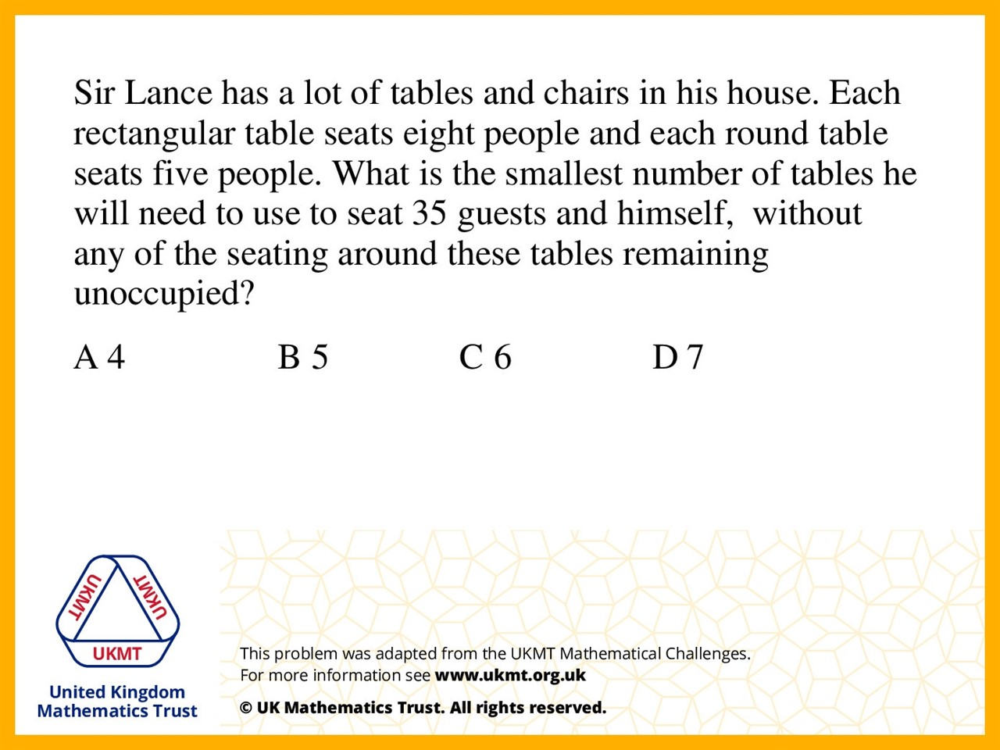 Sir Lance has a lot of tables and chairs in his house. Each
rectangular table seats eight people and each round table
seats five people. What is the smallest number of tables he
will need to use to seat 35 guests and himself,  without
any of the seating around these tables remaining
unoccupied?
A 4 B 5 C 6 D 7
UKMT UKMT
UKMT
United Kingdom
Mathematics Trust
This problem was adapted from the UKMT Mathematical Challenges.
For more information see www.ukmt.org.uk
© UK Mathematics Trust. All rights reserved.